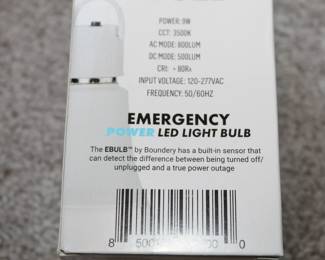 POWER: 9W
CCT: 3500K
AC MODE: 800LUM
DC MODE: 500LUM
CRI: >80RA
INPUT VOLTAGE: 120-277VAC
FREQUENCY: 50/60HZ
EMERGENCY
POWER LED LIGHT BULB
The EBULB™ by Boundery has a built-in sensor that
can detect the difference between being turned off/
unplugged and a true power outage
8 0